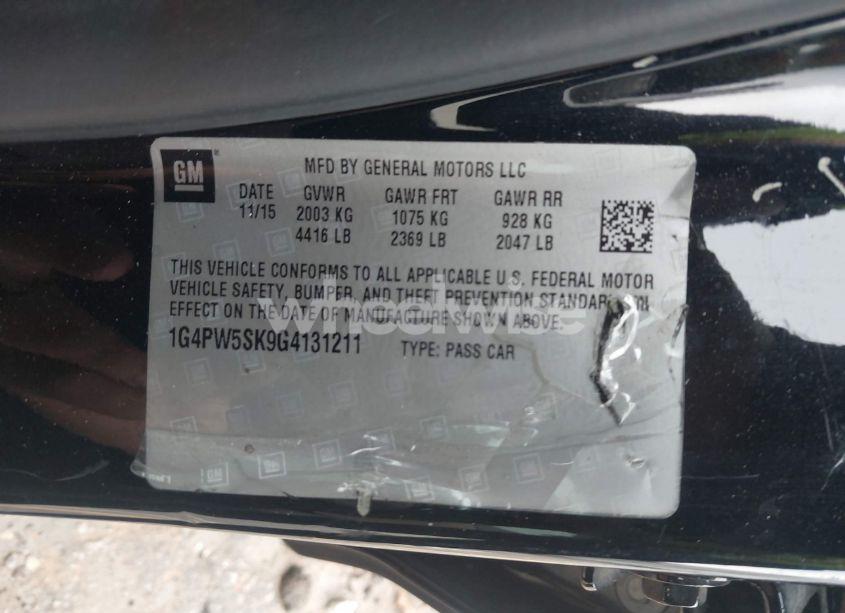 GM
MFD BY GENERAL MOTORS LLC
DATE GVWR GAWR FRT GAWR RR
11/15 2003 KG 1075 KG 928 KG
4416 LB 2369 LB 2047 LB
THIS VEHICLE CONFORMS TO ALL APPLICABLE U.S. FEDERAL MOTOR
VEHICLE SAFETY, BUMPER, AND THEFT PREVENTION STANDARDS IN
EFFECT ON THE DATE OF MANUFACTURE SHOWN ABOVE.
1G4PW5SK9G4131211 TYPE: PASS CAR